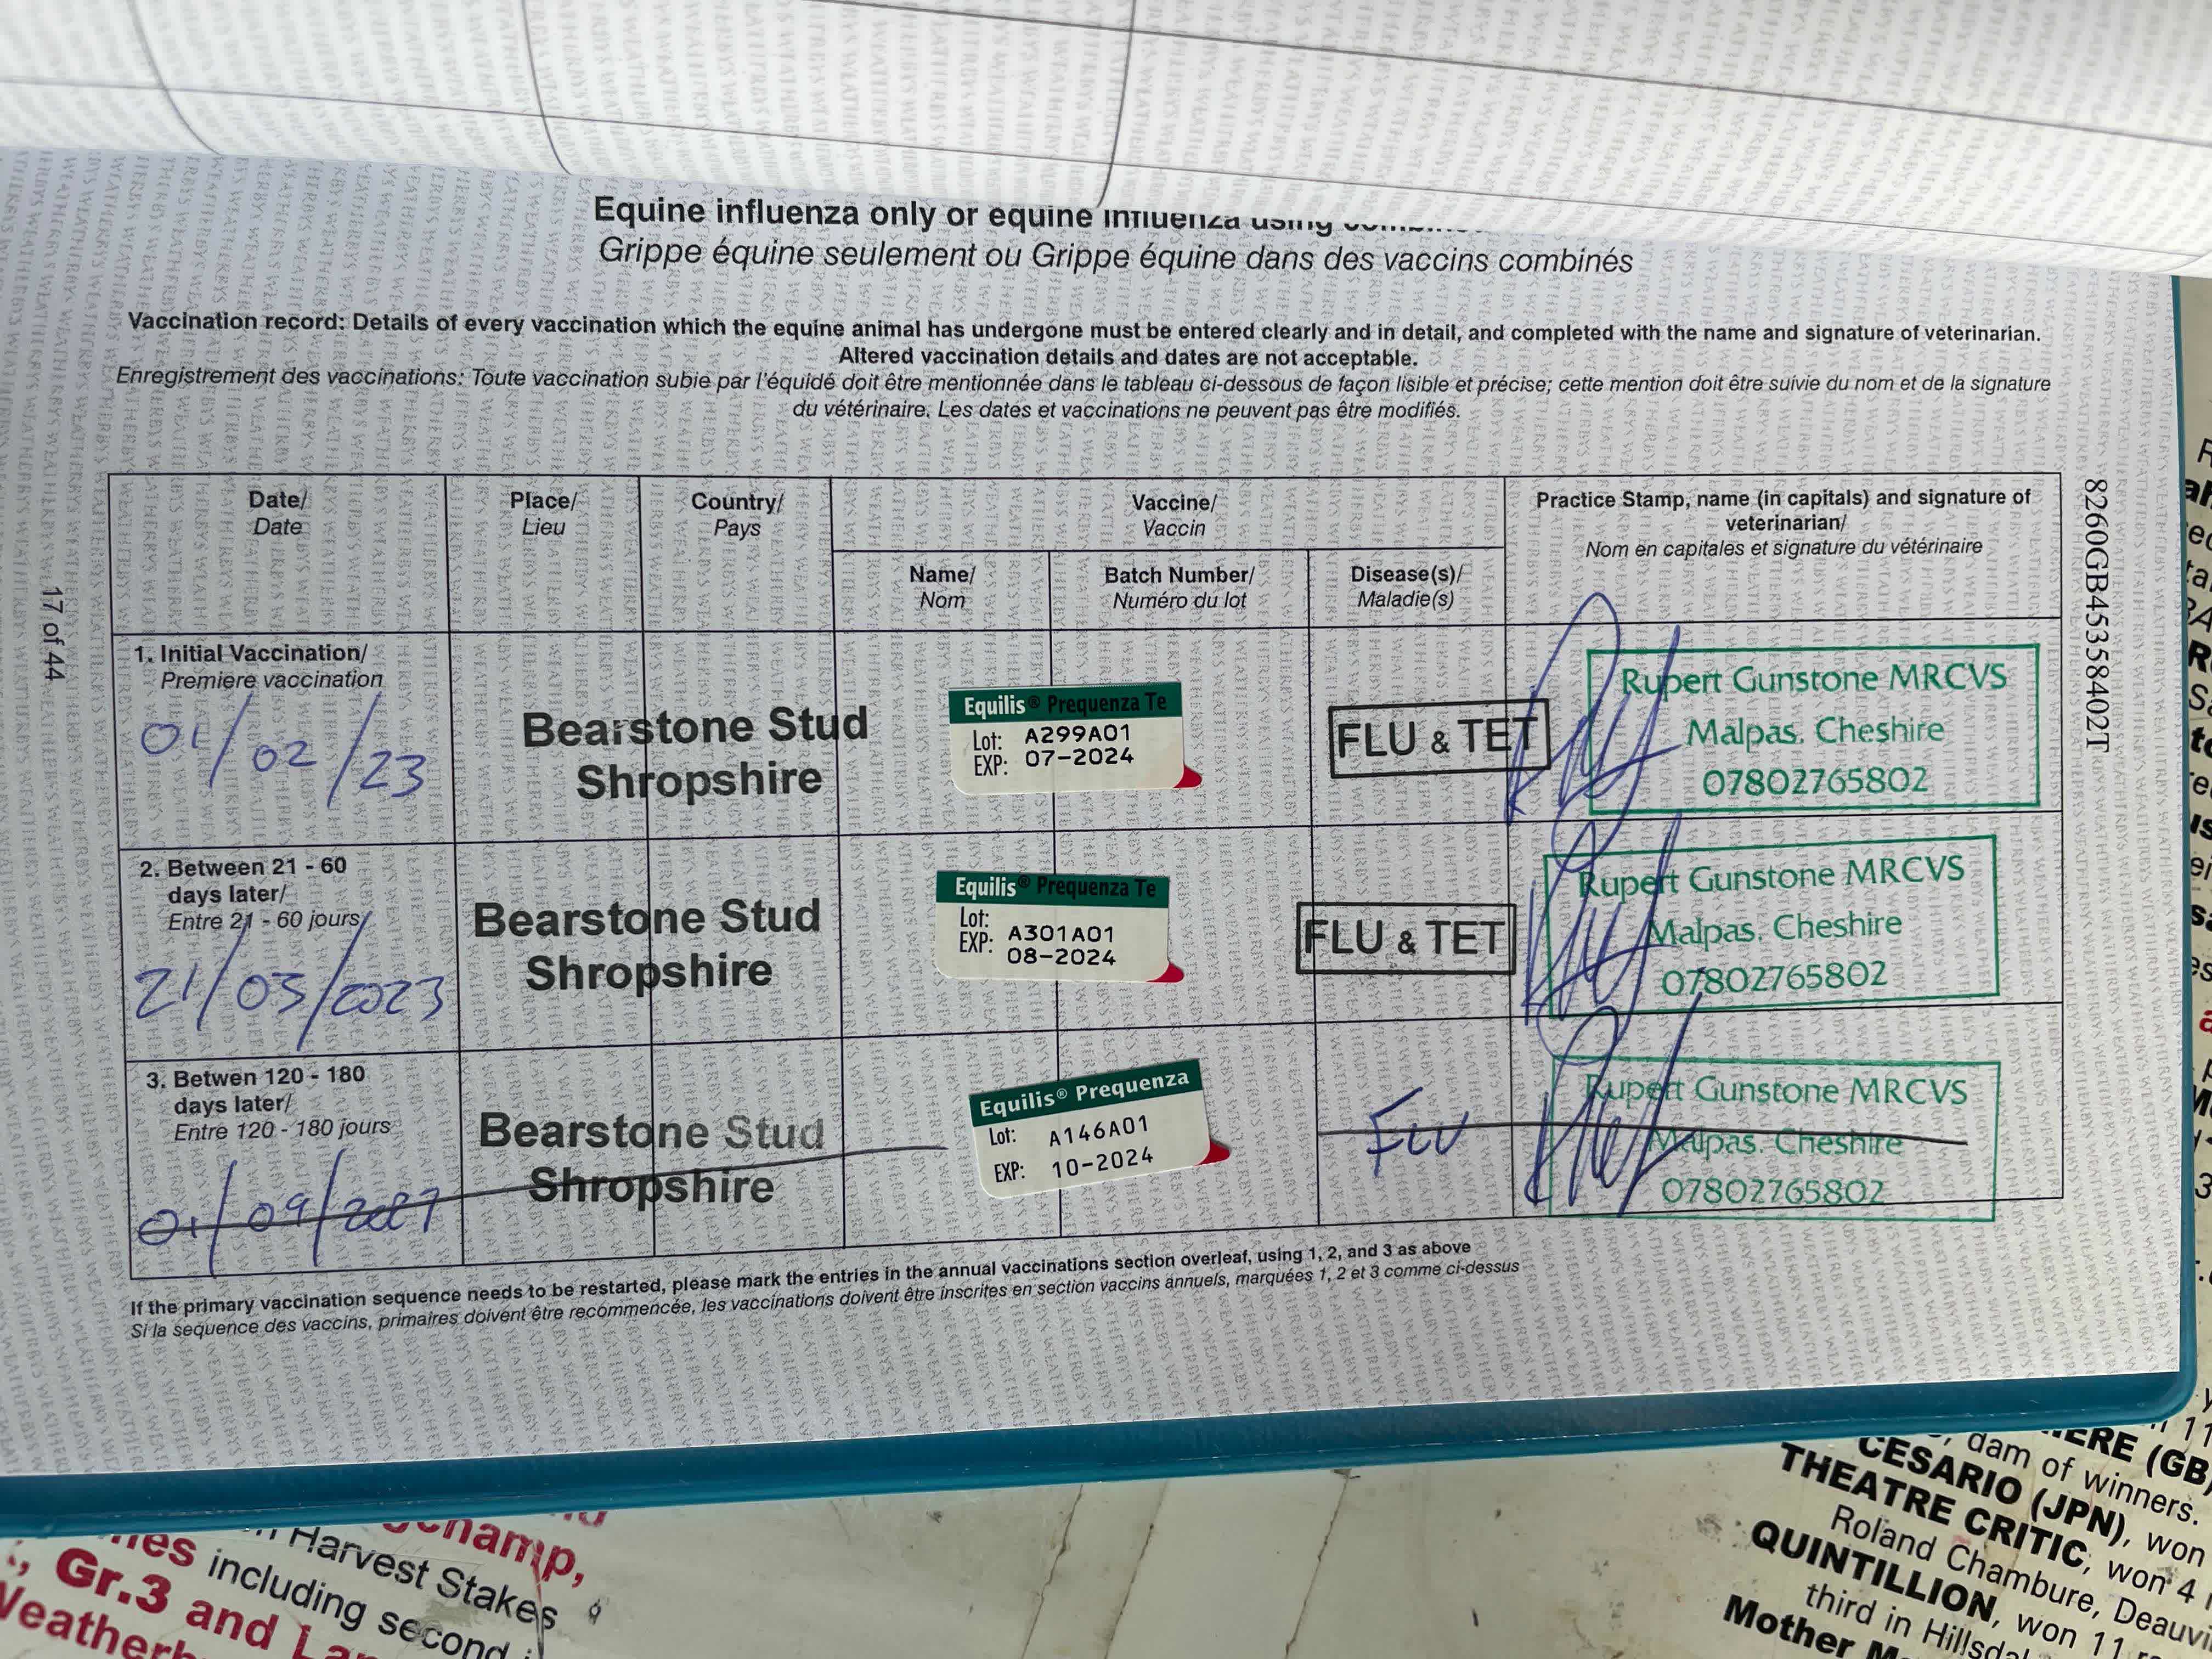 Equine influenza only or equine influenza using
Grippe équine seulement ou Grippe équine dans des vaccins combinés
Vaccination record: Details of every vaccination which the equine animal has undergone must be entered clearly and in detail, and completed with the name and signature of veterinarian.
Altered vaccination details and dates are not acceptable.
Enregistrement des vaccinations: Toute vaccination subie par l'équidé doit être mentionnée dans le tableau ci-dessous de façon lisible et précise; cette mention doit être suivie du nom et de la signature
du vétérinaire. Les dates et vaccinations ne peuvent pas être modifiés.
Date/
Date
Place/
Lieu
Country/
Pays
Vaccine/
Vaccin
Practice Stamp, name (in capitals) and signature of
veterinarian/
Nom en capitales et signature du vétérinaire
Name/
Nom
Batch Number/
Numéro du lot
Disease(s)/
Maladie(s)
1. Initial Vaccination/
Premiere vaccination
01/02/23
Bearstone Stud
Shropshire
Equilis® Prequenza Te
Lot: A299A01
EXP: 07-2024
FLU & TET
Rupert Gunstone MRCVS
Malpas. Cheshire
07802765802
2. Between 21 - 60
days later/
Entre 21 - 60 jours/
21/03/2023
Bearstone Stud
Shropshire
Equilis® Prequenza Te
Lot: A301A01
EXP: 08-2024
FLU & TET
Rupert Gunstone MRCVS
Malpas. Cheshire
07802765802
3. Betwen 120 - 180
days later/
Entre 120 - 180 jours
01/09/
Bearstone Stud
Shropshire
Equilis® Prequenza
Lot: A146A01
EXP: 10-2024
FLU
Rupert Gunstone MRCVS
Malpas. Cheshire
07802765802
If the primary vaccination sequence needs to be restarted, please mark the entries in the annual vaccinations section overleaf, using 1, 2, and 3 as above
Si la sequence des vaccins, primaires doivent être recommencée, les vaccinations doivent être inscrites en section vaccins annuels, marquées 1, 2 et 3 comme ci-dessus
17 of 44
8260GB45358402T
Harvest Stakes
including second
Gr.3 and
dam of winners.
CESARIO (JPN), won
THEATRE CRITIC, won 4
Roland Chambure, Deauvi
QUINTILLION, won 11
third in
Mother